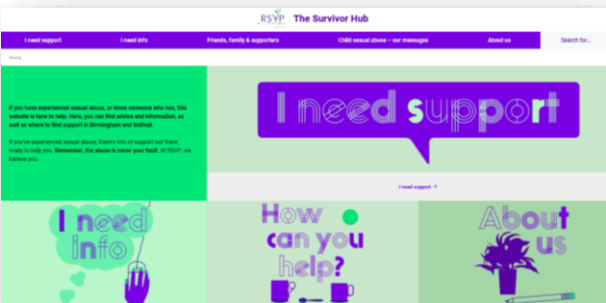 RSVP
The Survivor Hub
I need support
I need info
Friends, family & supporters
Child sexual abuse – our messages
About us
Search for...
Home
If you have experienced sexual abuse, or know someone who has, this
website is here to help. Here, you can find advice and information, as
well as where to find support in Birmingham and Solihull.
If you've experienced sexual abuse, there's lots of support out there,
ready to help you. Remember, the abuse is never your fault. At RSVP, we
believe you.
I need support
I need support
I need
info
How
can you
help?
About
us